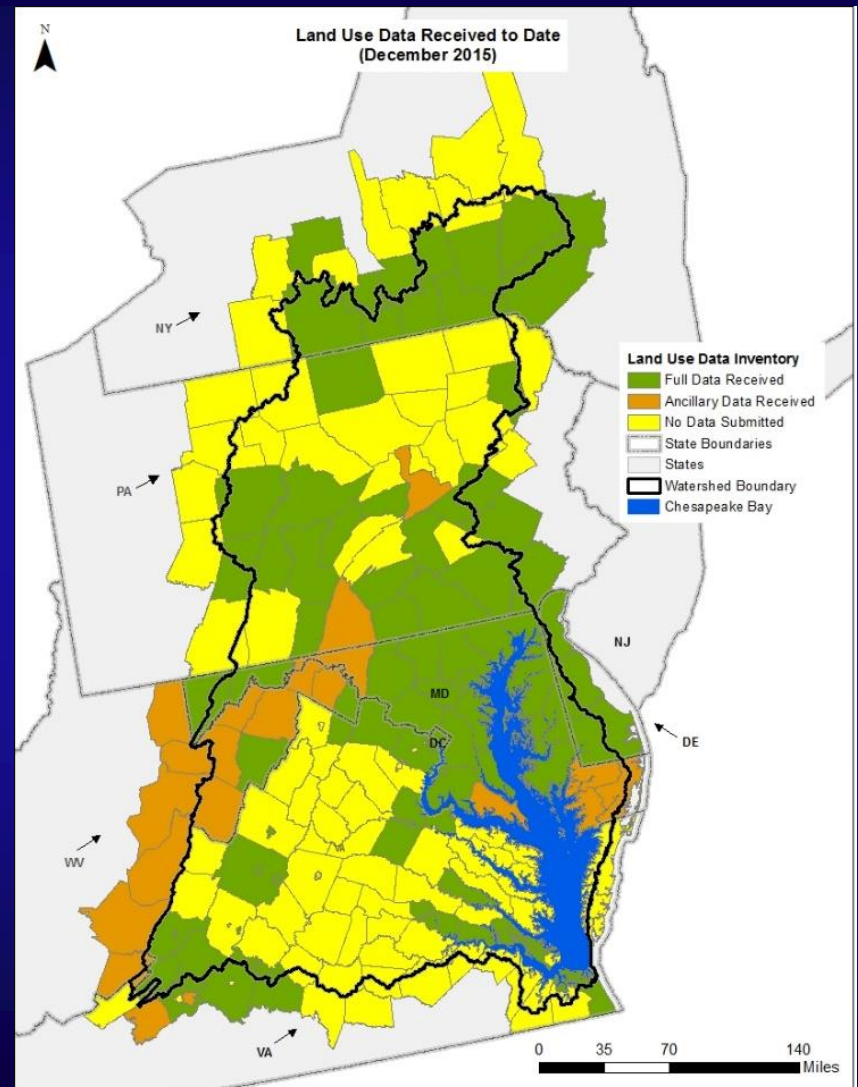 Land Use Data Received to Date
(December 2015)
N
NY
PA
Land Use Data Inventory
Full Data Received
Ancillary Data Received
No Data Submitted
State Boundaries
States
Watershed Boundary
Chesapeake Bay
NJ
MD
DC
DE
WV
VA
VA
0 35 70 140
Miles